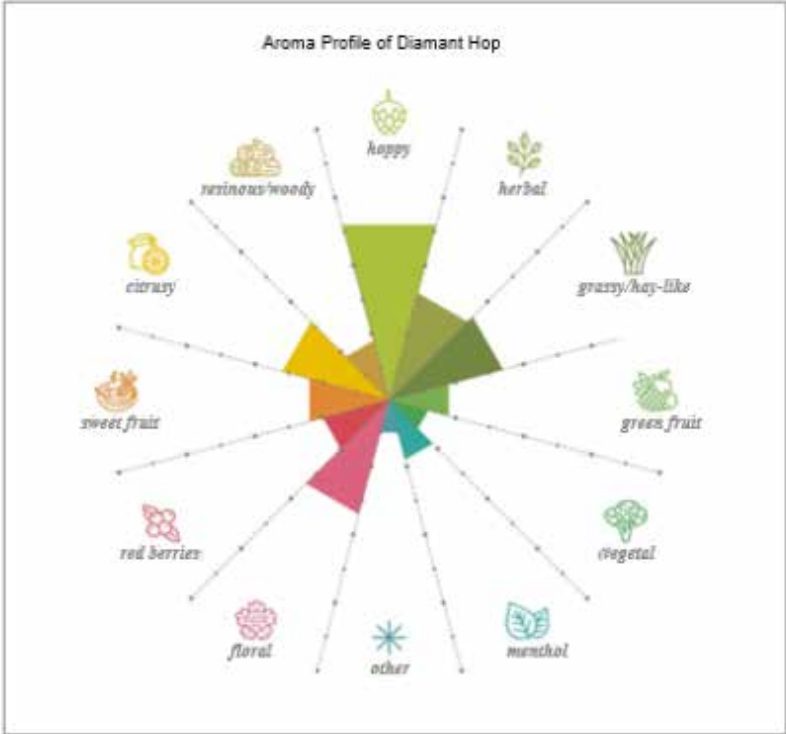 Aroma Profile of Diamant Hop
hoppy
resinous/woody
herbal
citrusy
grassy/hay-like
sweet fruit
green fruit
red berries
vegetal
floral
other
menthol